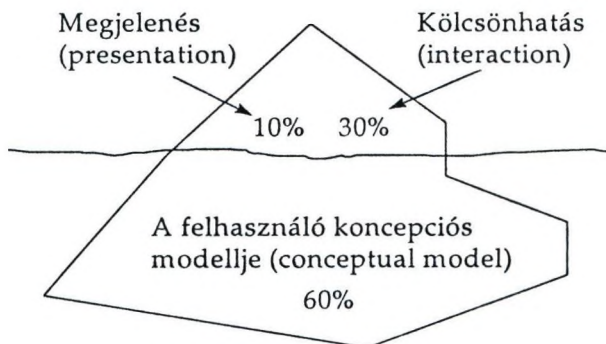 Megjelenés
(presentation)
Kölcsönhatás
(interaction)
10%
30%
A felhasználó koncepciós
modellje (conceptual model)
60%